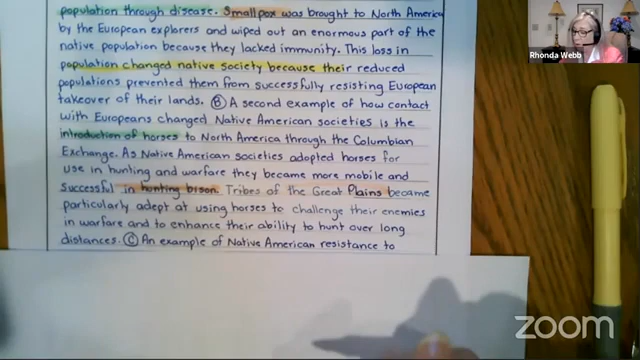 population through disease. Smallpox was brought to North America
by the European explorers and wiped out an enormous part of the
native population because they lacked immunity. This loss in
population changed native society because their reduced
populations prevented them from successfully resisting European
takeover of their lands. Ⓑ A second example of how contact
with Europeans changed Native American societies is the
introduction of horses to North America through the Columbian
Exchange. As Native American societies adopted horses for
use in hunting and warfare they became more mobile and
successful in hunting bison. Tribes of the Great Plains became
particularly adept at using horses to challenge their enemies
in warfare and to enhance their ability to hunt over long
distances. Ⓒ An example of Native American resistance to
Rhonda Webb
zoom